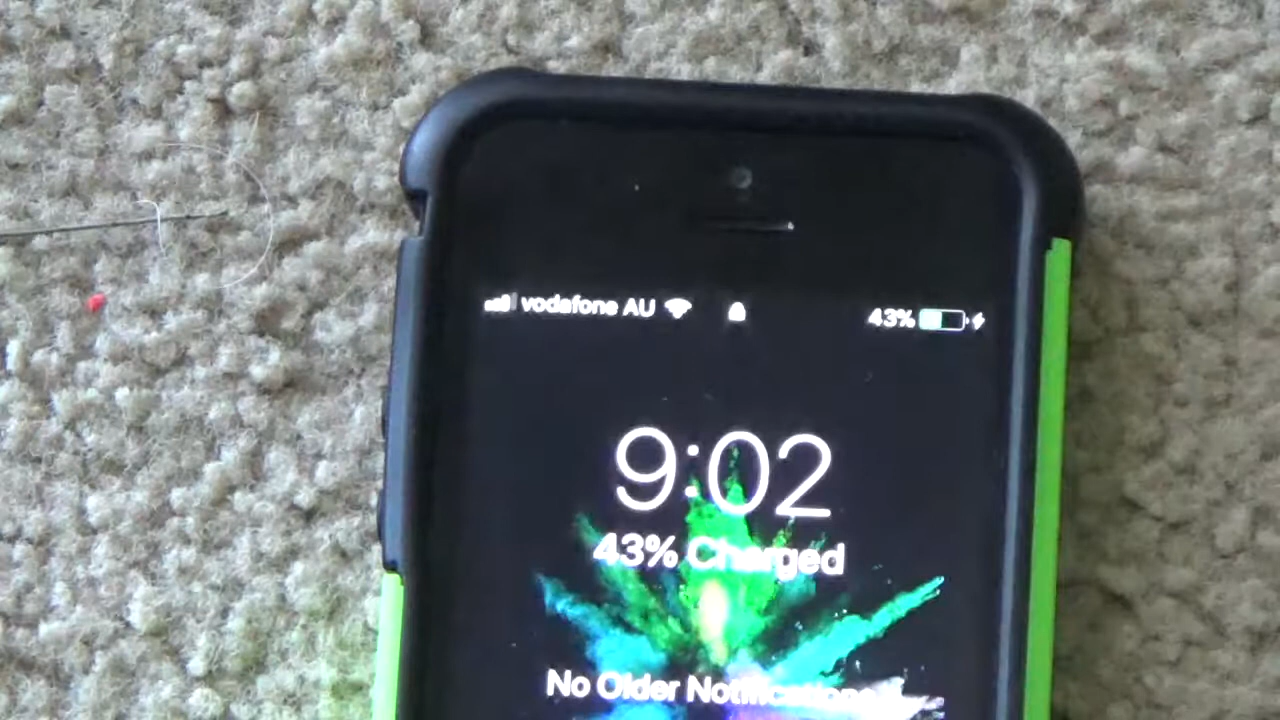 vodafone AU 43%
9:02
43% Charged
No Older Notifications